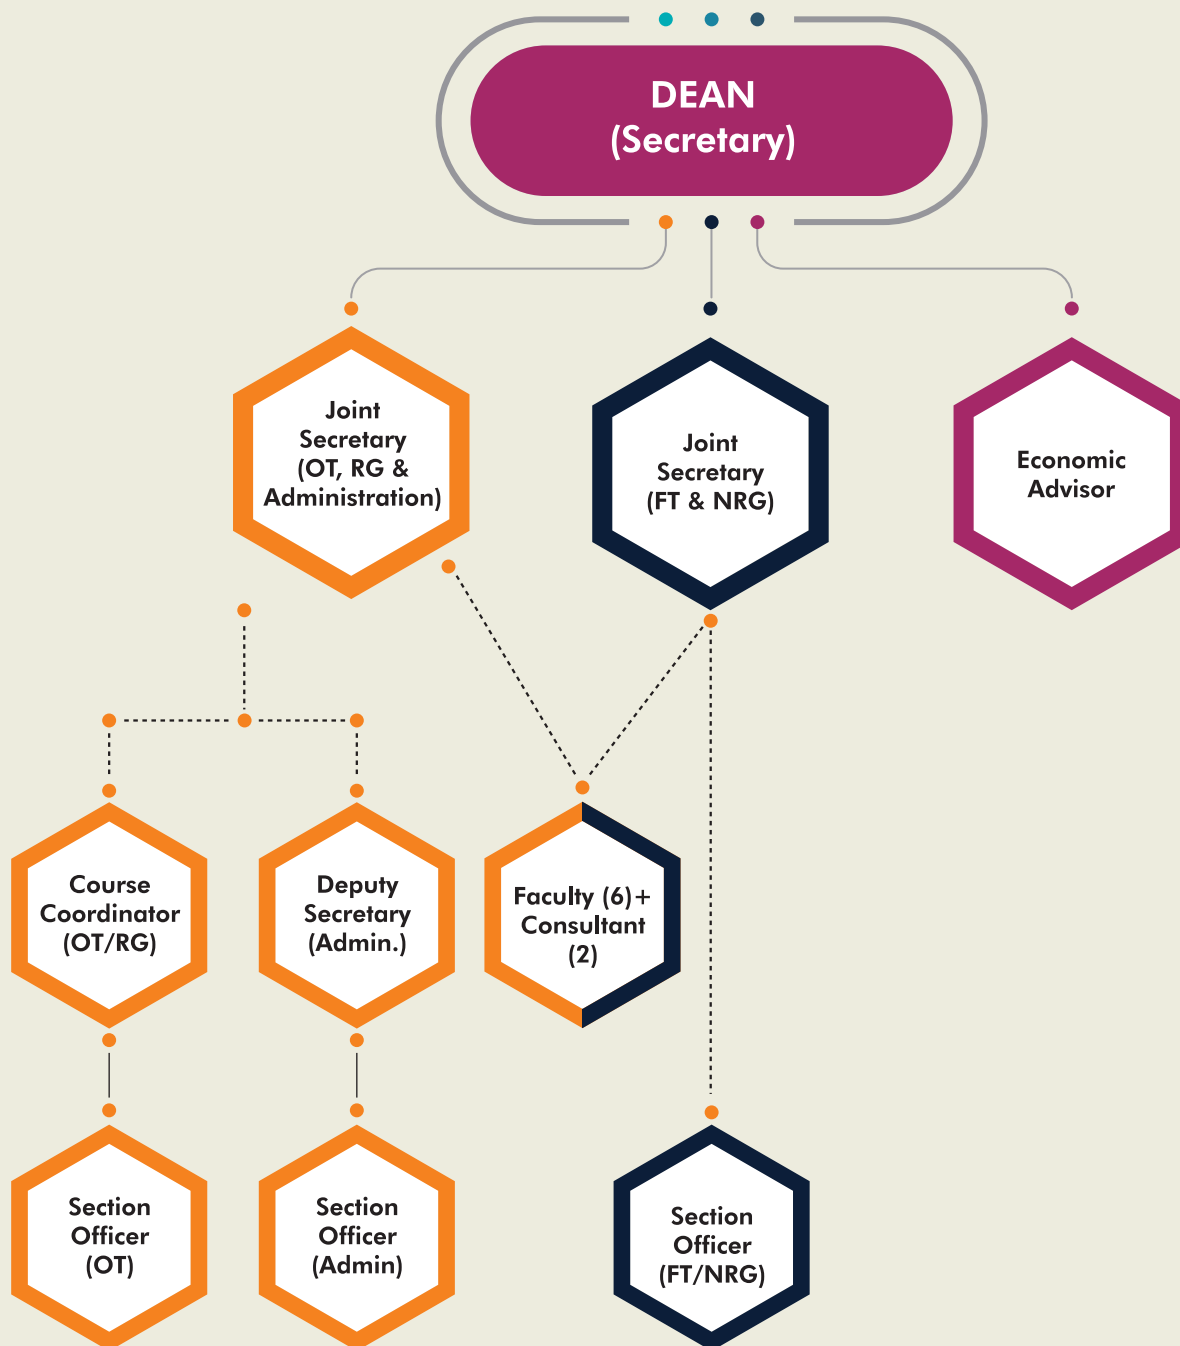 DEAN
(Secretary)
Joint
Secretary
(OT, RG &
Administration)
Joint
Secretary
(FT & NRG)
Economic
Advisor
Course
Coordinator
(OT/RG)
Deputy
Secretary
(Admin.)
Faculty (6)+
Consultant
(2)
Section
Officer
(OT)
Section
Officer
(Admin)
Section
Officer
(FT/NRG)